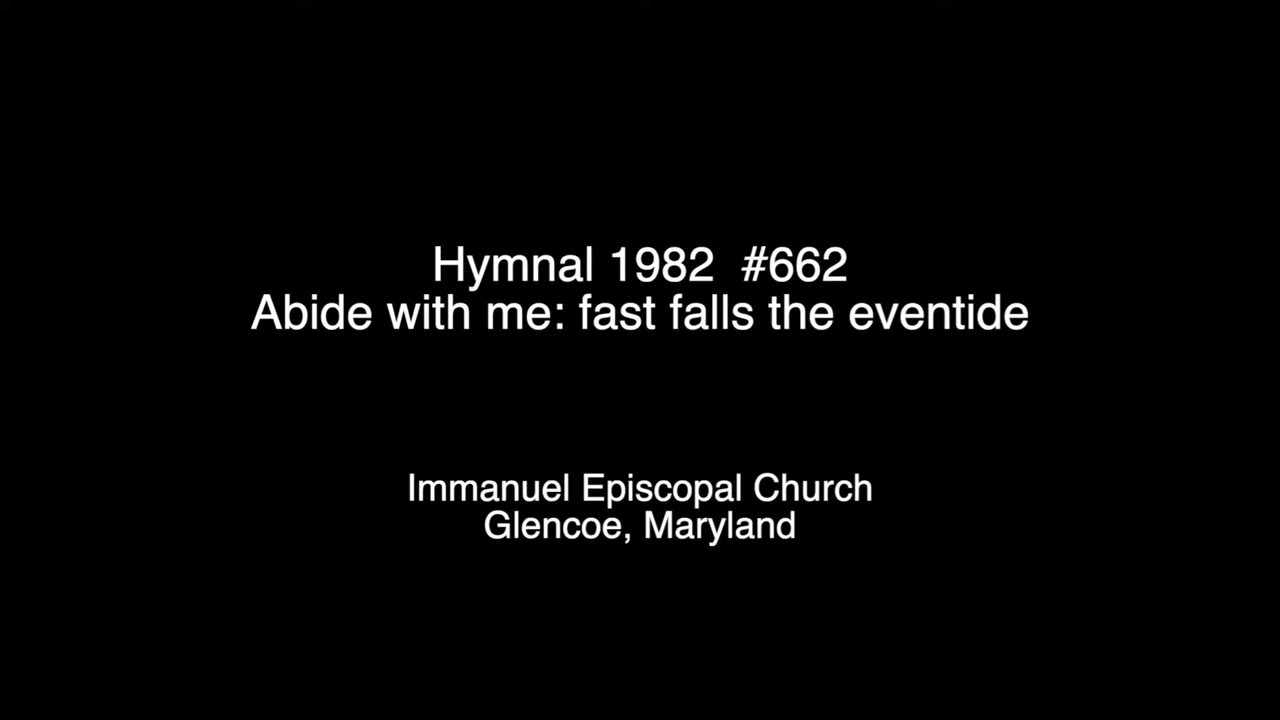 Hymnal 1982  #662
Abide with me: fast falls the eventide
Immanuel Episcopal Church
Glencoe, Maryland